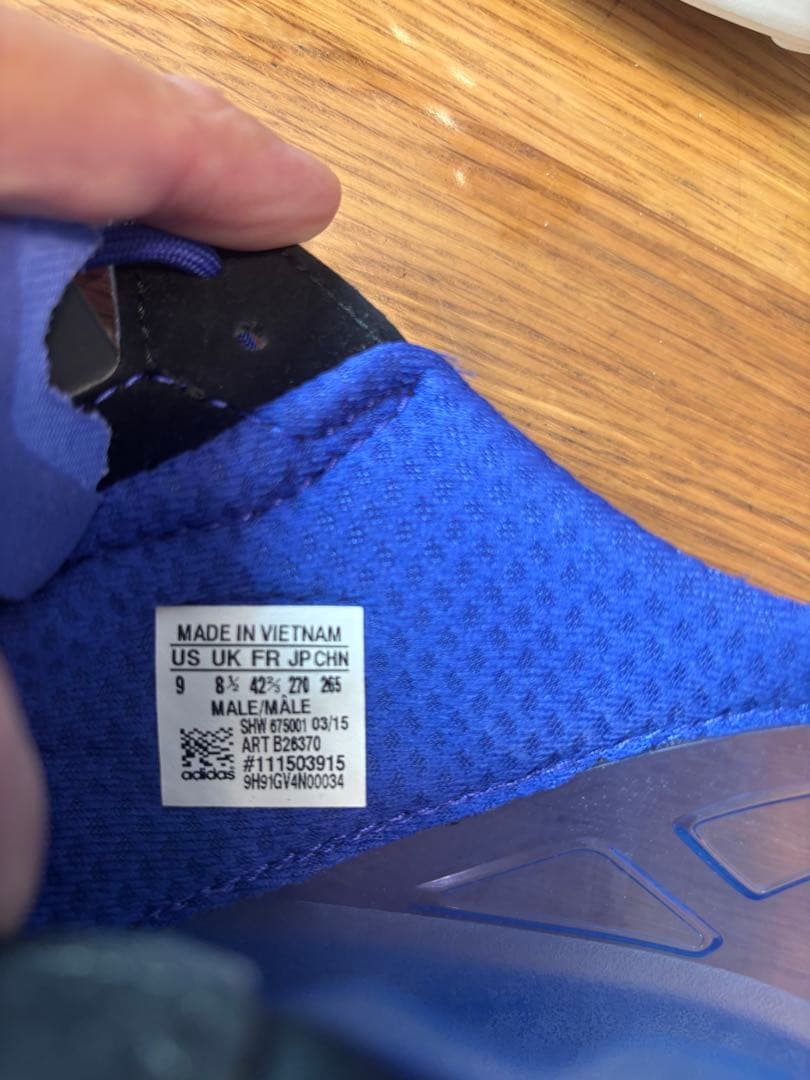 MADE IN VIETNAM
US UK FR JP CHN
9 8½ 42⅔ 270 265
MALE/MÂLE
SHW 675001 03/15
ART B26370
#111503915
9H91GV4N00034
adidas